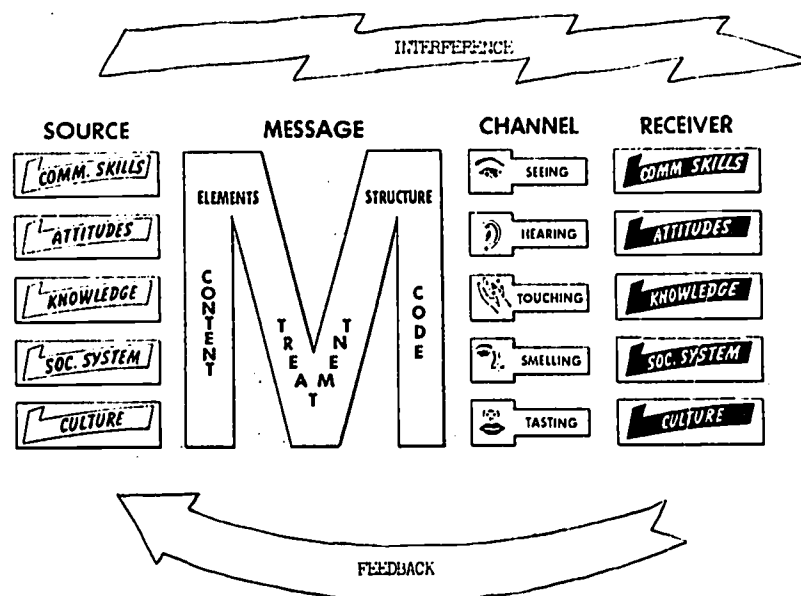 INTERFERENCE
SOURCE
COMM. SKILLS
ATTITUDES
KNOWLEDGE
SOC. SYSTEM
CULTURE
MESSAGE
ELEMENTS
STRUCTURE
CONTENT
TREATMENT
CODE
CHANNEL
SEEING
HEARING
TOUCHING
SMELLING
TASTING
RECEIVER
COMM SKILLS
ATTITUDES
KNOWLEDGE
SOC. SYSTEM
CULTURE
FEEDBACK